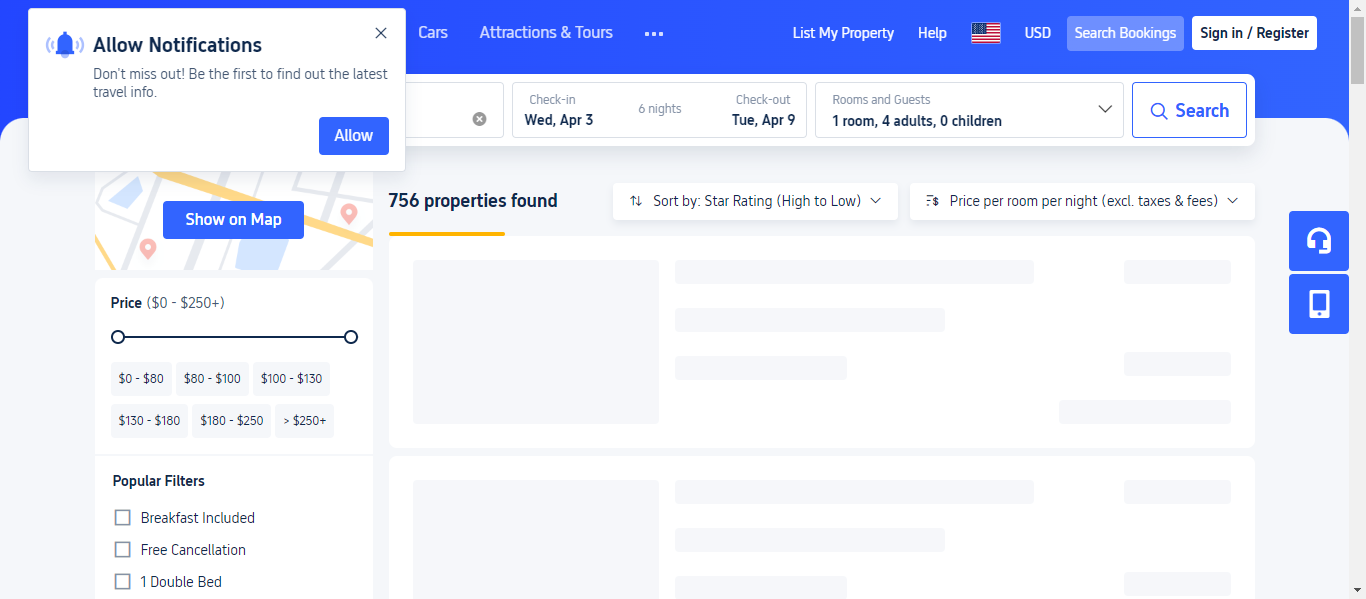 Allow Notifications
Don't miss out! Be the first to find out the latest
travel info.
Allow
Cars
Attractions & Tours
List My Property
Help
USD
Search Bookings
Sign in / Register
Check-in
Wed, Apr 3
6 nights
Check-out
Tue, Apr 9
Rooms and Guests
1 room, 4 adults, 0 children
Search
Show on Map
756 properties found
Sort by: Star Rating (High to Low)
Price per room per night (excl. taxes & fees)
Price ($0 - $250+)
$0 - $80
$80 - $100
$100 - $130
$130 - $180
$180 - $250
> $250+
Popular Filters
Breakfast Included
Free Cancellation
1 Double Bed